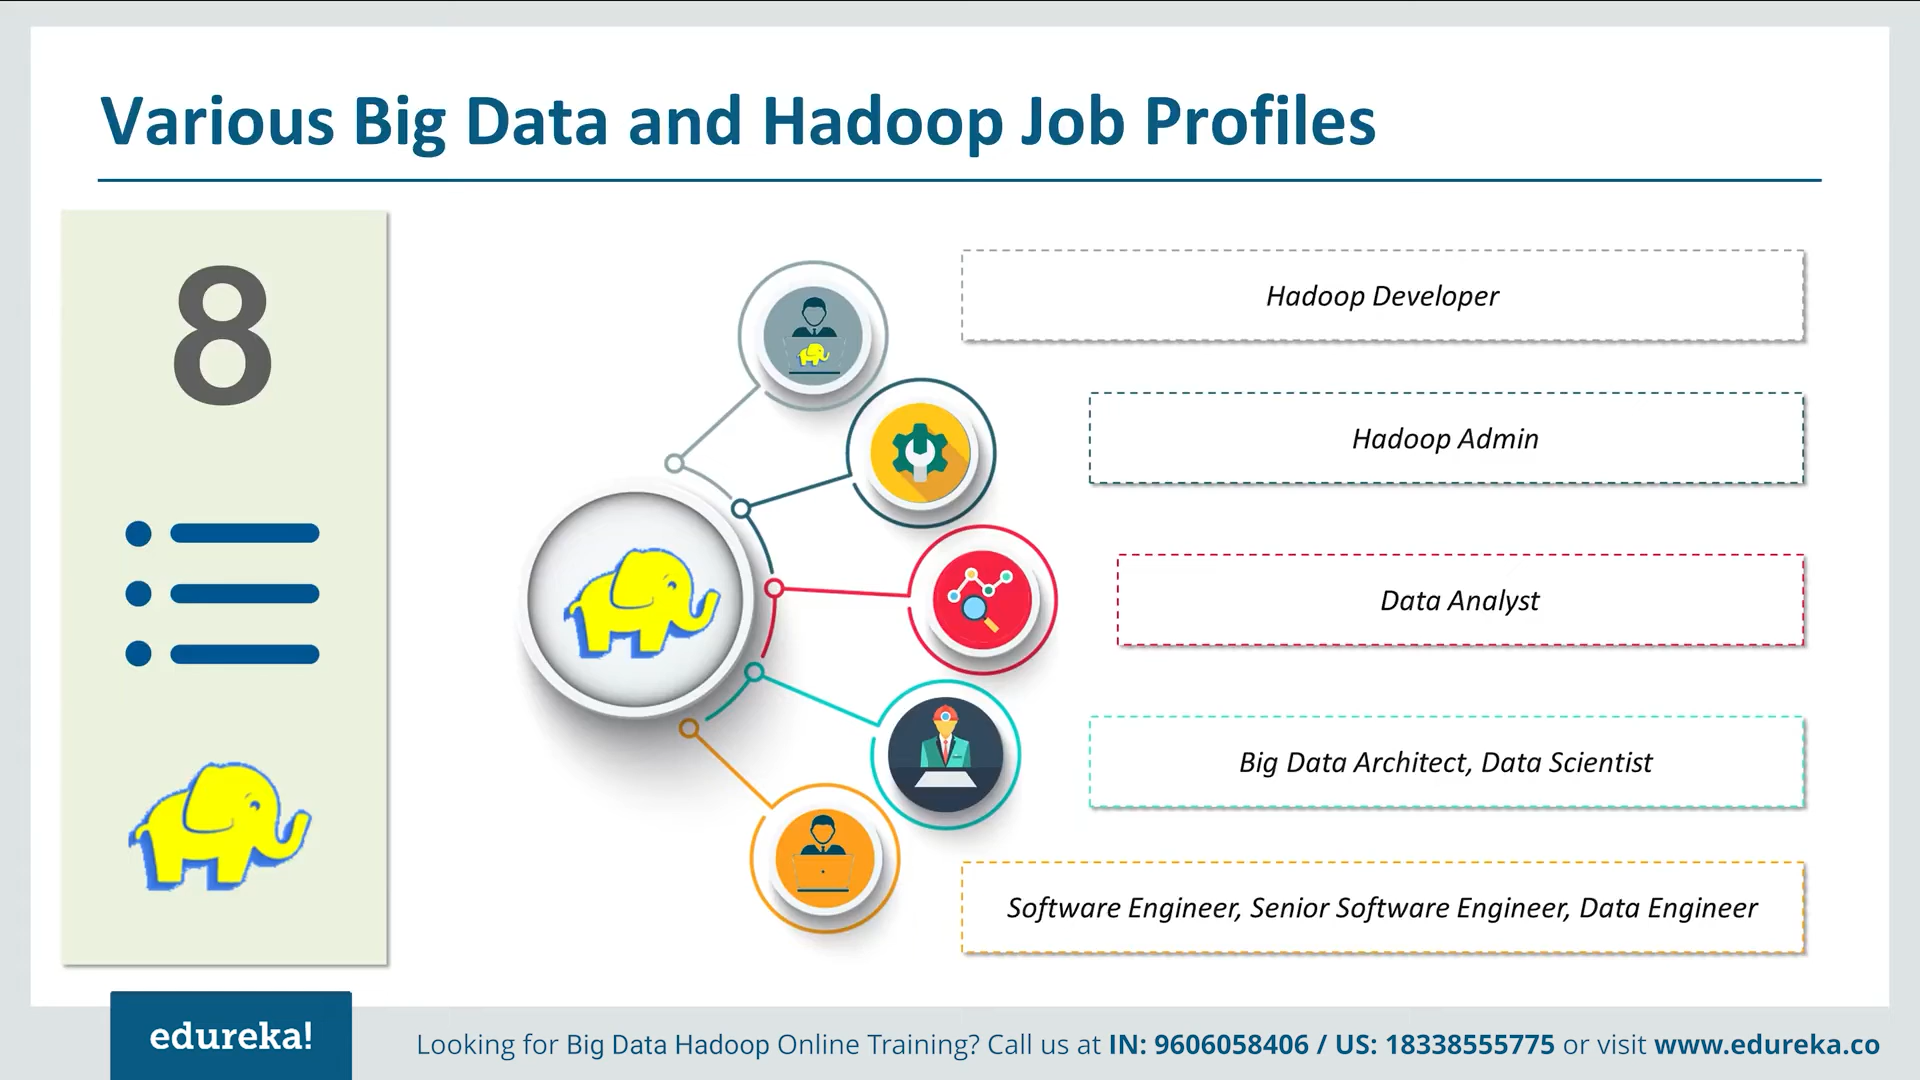 Various Big Data and Hadoop Job Profiles
8
Hadoop Developer
Hadoop Admin
Data Analyst
Big Data Architect, Data Scientist
Software Engineer, Senior Software Engineer, Data Engineer
edureka!
Looking for Big Data Hadoop Online Training? Call us at IN: 9606058406 / US: 18338555775 or visit www.edureka.co